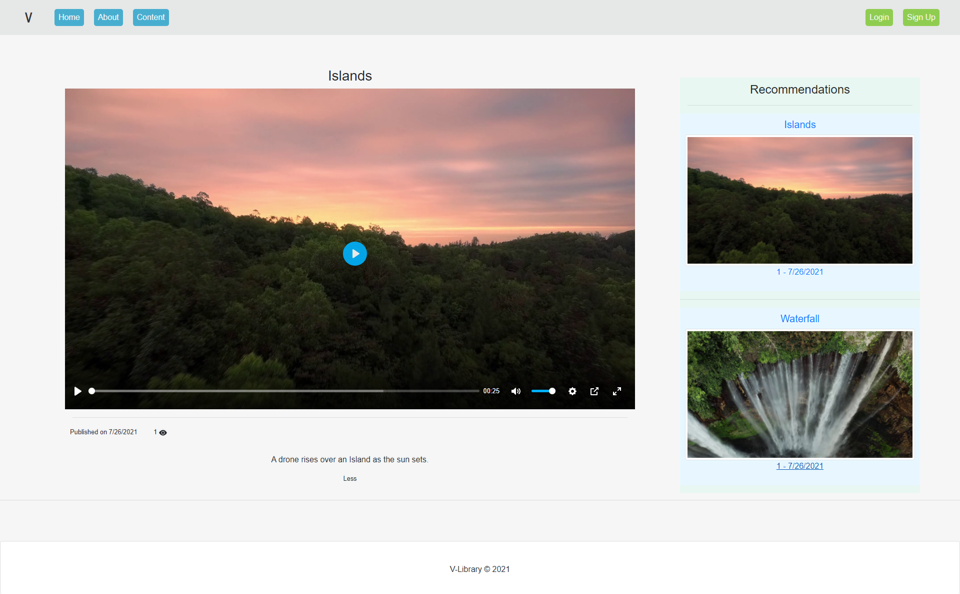 V Home About Content Login Sign Up
Islands
00:25
Published on 7/26/2021 1
A drone rises over an Island as the sun sets.
Less
Recommendations
Islands
1 - 7/26/2021
Waterfall
1 - 7/26/2021
V-Library © 2021